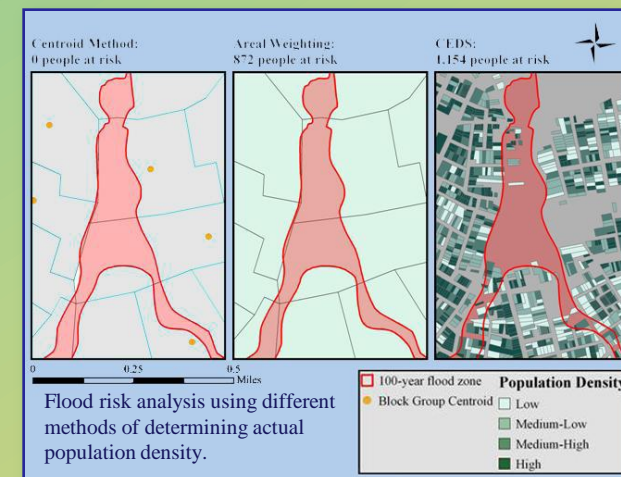 Centroid Method:
0 people at risk
Areal Weighting:
872 people at risk
CEDS:
1,154 people at risk
0 0.25 0.5
Miles
100-year flood zone
Block Group Centroid
Population Density
Low
Medium-Low
Medium-High
High
Flood risk analysis using different
methods of determining actual
population density.